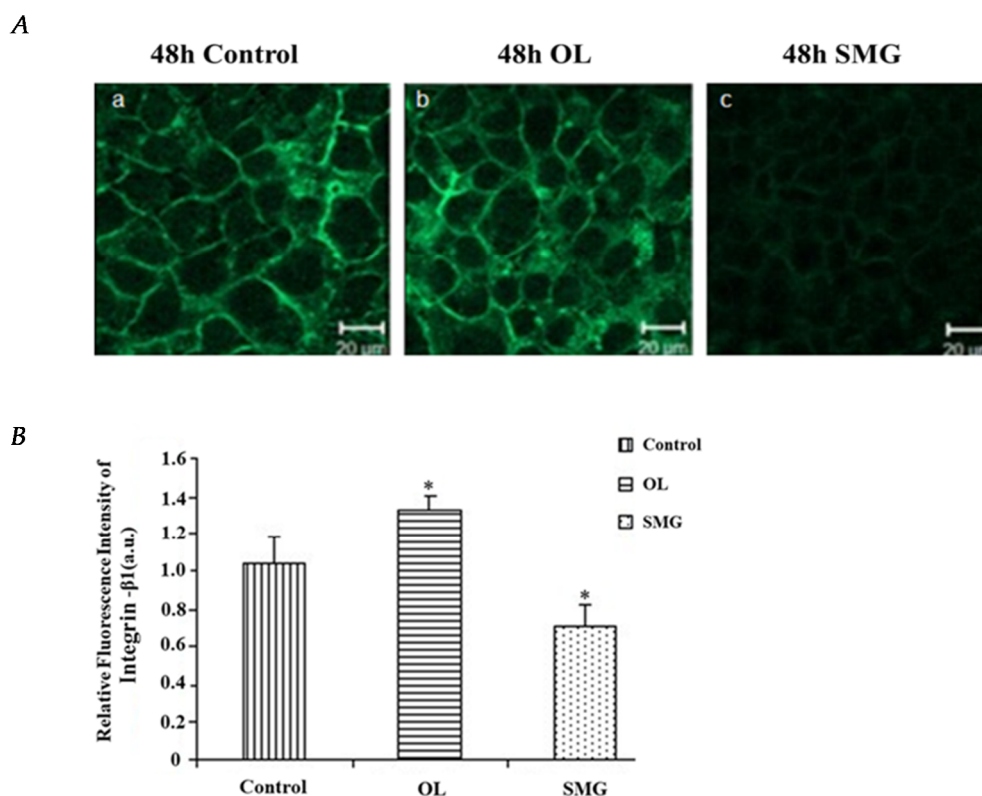 A
48h Control
48h OL
48h SMG
a
b
c
20 μm
20 μm
20 μm
B
Relative Fluorescence Intensity of
Integrin -β1(a.u.)
1.6
1.4
1.2
1.0
0.8
0.6
0.4
0.2
0
*
*
Control
OL
SMG
Control
OL
SMG